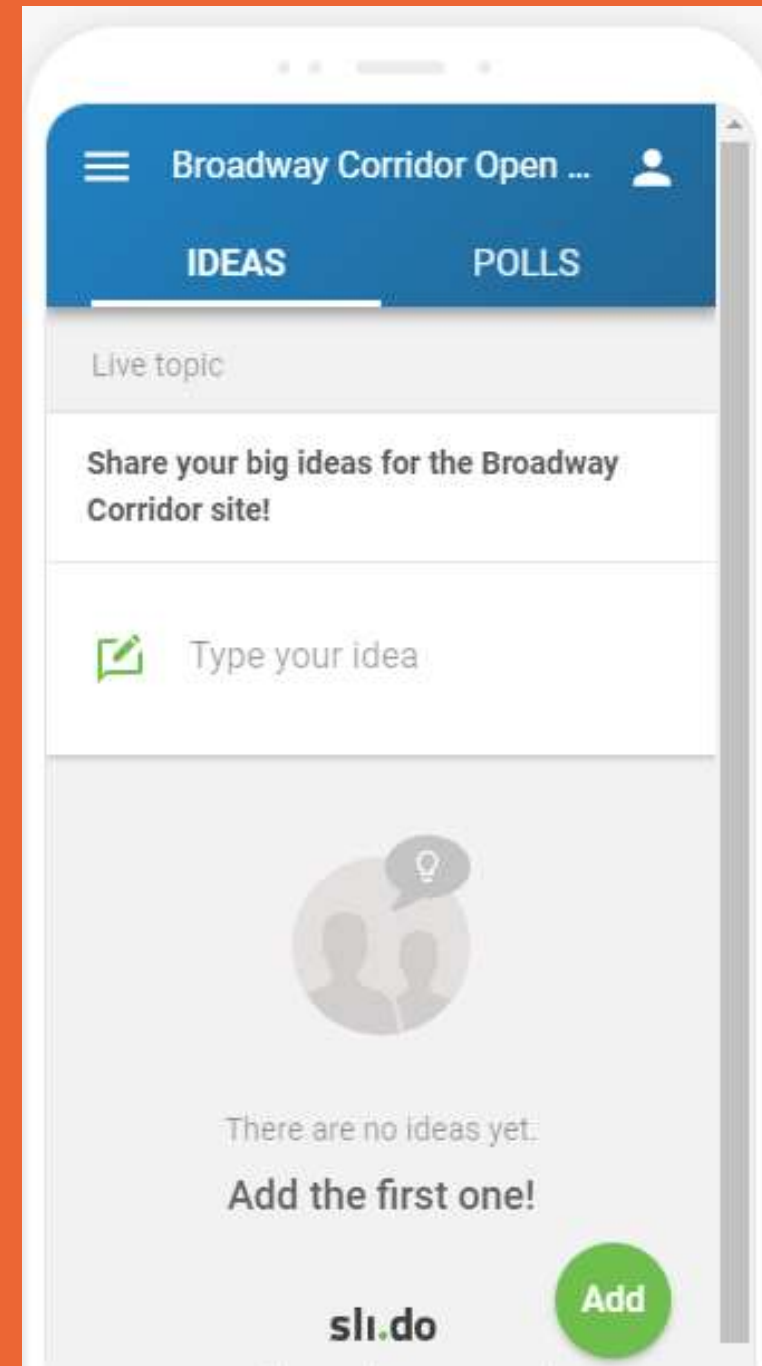 Broadway Corridor Open ...
IDEAS POLLS
Live topic
Share your big ideas for the Broadway
Corridor site!
Type your idea
There are no ideas yet.
Add the first one!
Add
sli.do